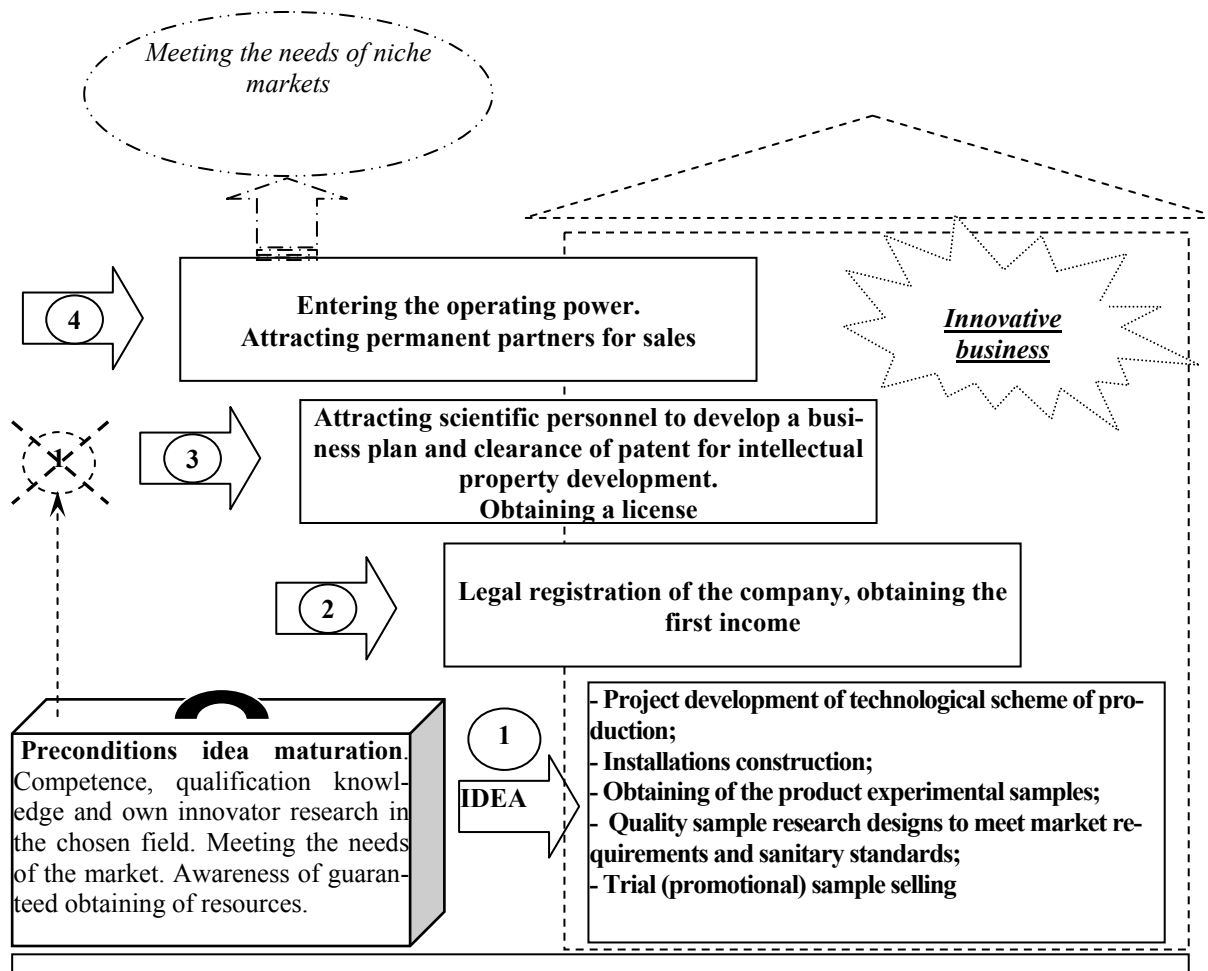 Meeting the needs of niche
markets
Innovative
business
4
Entering the operating power.
Attracting permanent partners for sales
1
3
Attracting scientific personnel to develop a busi-
ness plan and clearance of patent for intellectual
property development.
Obtaining a license
2
Legal registration of the company, obtaining the
first income
Preconditions idea maturation.
Competence, qualification knowl-
edge and own innovator research in
the chosen field. Meeting the needs
of the market. Awareness of guaran-
teed obtaining of resources.
1
IDEA
- Project development of technological scheme of pro-
duction;
- Installations construction;
- Obtaining of the product experimental samples;
- Quality sample research designs to meet market re-
quirements and sanitary standards;
- Trial (promotional) sample selling